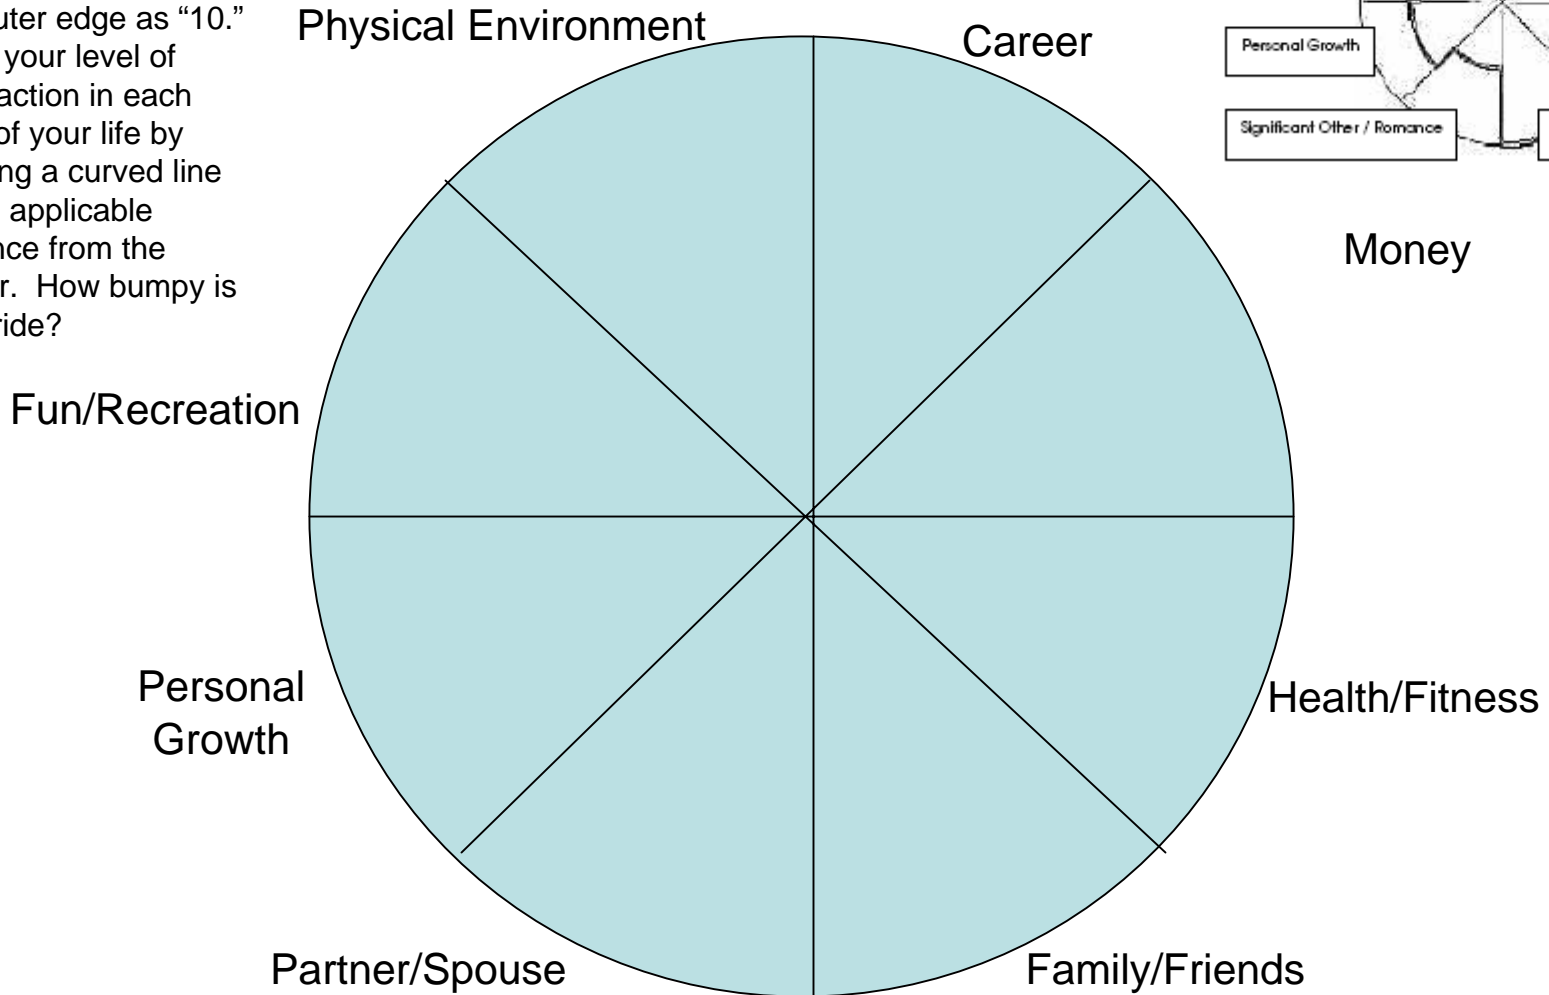 uter edge as “10.”
your level of
action in each
of your life by
ng a curved line
applicable
nce from the
r. How bumpy is
ride?
Physical Environment
Career
Personal Growth
Significant Other / Romance
Money
Fun/Recreation
Personal
Growth
Health/Fitness
Partner/Spouse
Family/Friends